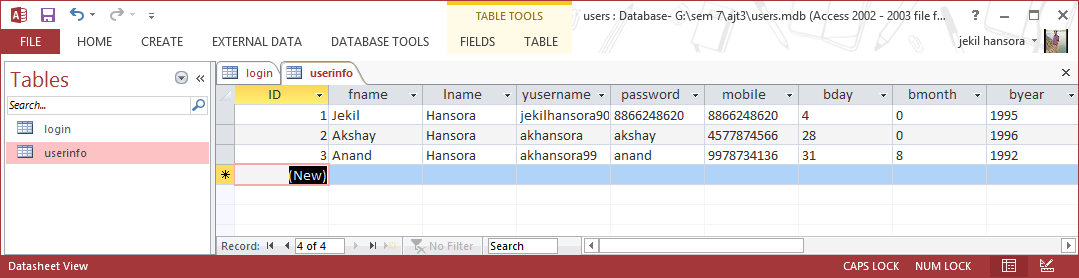 TABLE TOOLS
users : Database- G:\sem 7\ajt3\users.mdb (Access 2002 - 2003 file f...
FILE HOME CREATE EXTERNAL DATA DATABASE TOOLS FIELDS TABLE jekil hansora
Tables
Search...
login
userinfo
login userinfo
ID fname lname yusername password mobile bday bmonth byear
1 Jekil Hansora jekilhansora90 8866248620 8866248620 4 0 1995
2 Akshay Hansora akhansora akshay 4577874566 28 0 1996
3 Anand Hansora akhansora99 anand 9978734136 31 8 1992
(New)
Record: 4 of 4 No Filter Search
Datasheet View CAPS LOCK NUM LOCK